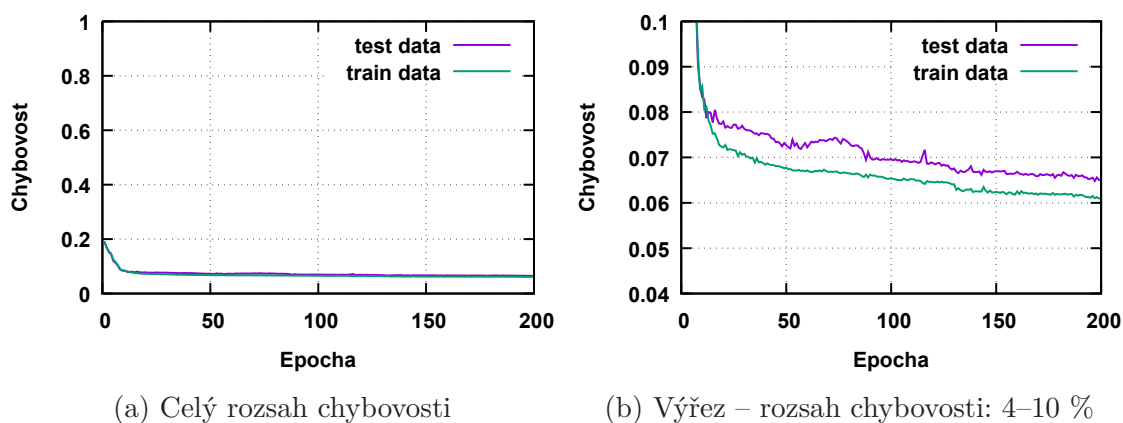 1
0.8
0.6
0.4
0.2
0
0 50 100 150 200
Chybovost
Epocha
test data
train data
(a) Celý rozsah chybovosti
0.1
0.09
0.08
0.07
0.06
0.05
0.04
0 50 100 150 200
Chybovost
Epocha
test data
train data
(b) Výřez – rozsah chybovosti: 4–10 %